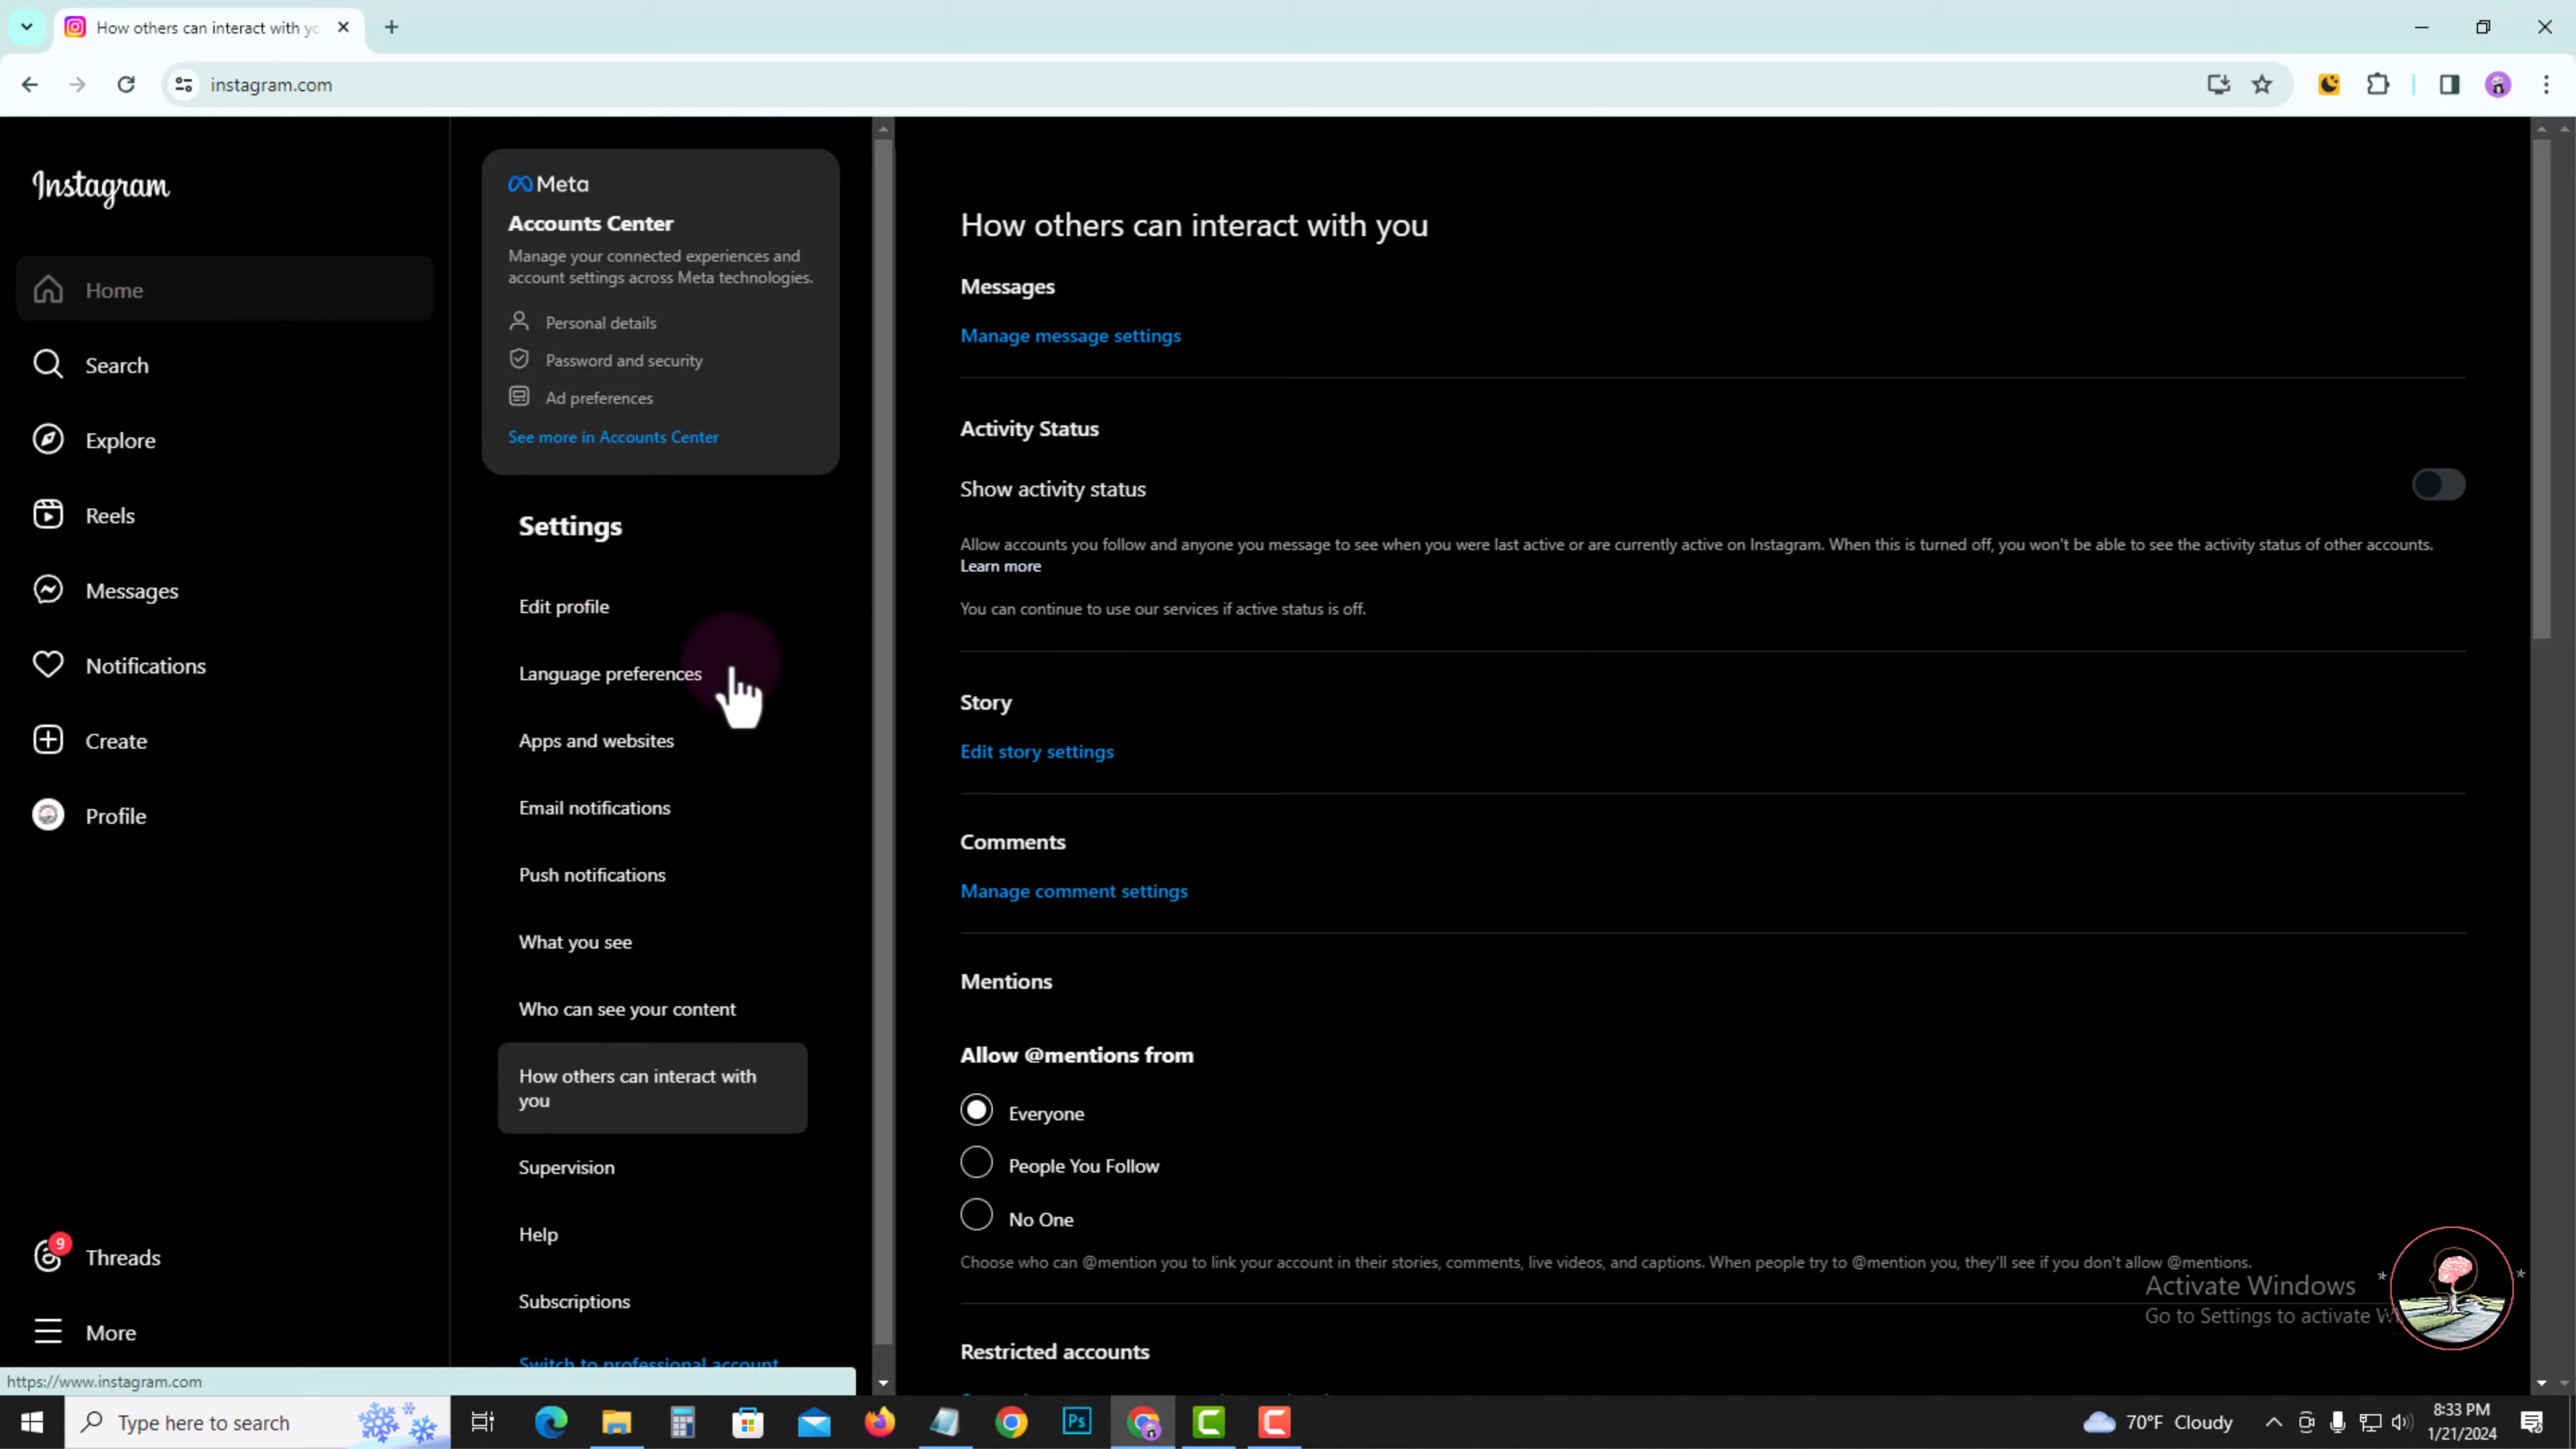 How others can interact with yo
instagram.com
Instagram
Home
Search
Explore
Reels
Messages
Notifications
Create
Profile
9
Threads
More
https://www.instagram.com
Meta
Accounts Center
Manage your connected experiences and
account settings across Meta technologies.
Personal details
Password and security
Ad preferences
See more in Accounts Center
Settings
Edit profile
Language preferences
Apps and websites
Email notifications
Push notifications
What you see
Who can see your content
How others can interact with
you
Supervision
Help
Subscriptions
Switch to professional account
How others can interact with you
Messages
Manage message settings
Activity Status
Show activity status
Allow accounts you follow and anyone you message to see when you were last active or are currently active on Instagram. When this is turned off, you won't be able to see the activity status of other accounts.
Learn more
You can continue to use our services if active status is off.
Story
Edit story settings
Comments
Manage comment settings
Mentions
Allow @mentions from
Everyone
People You Follow
No One
Choose who can @mention you to link your account in their stories, comments, live videos, and captions. When people try to @mention you, they'll see if you don't allow @mentions.
Activate Windows
Go to Settings to activate
Restricted accounts
Type here to search
Ps
70°F Cloudy
8:33 PM
1/21/2024